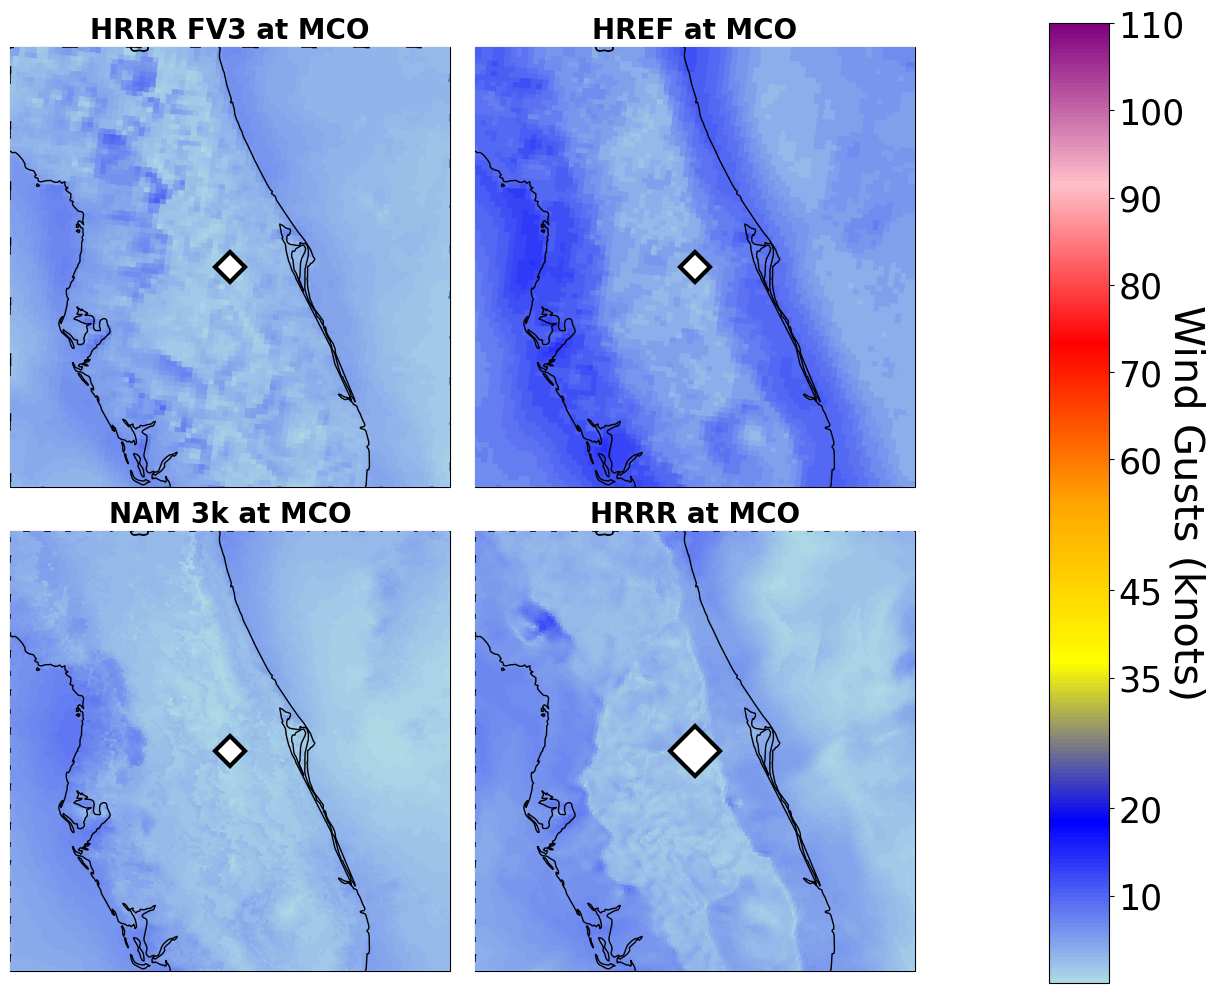 HRRR FV3 at MCO
HREF at MCO
NAM 3k at MCO
HRRR at MCO
110
100
90
80
70
60
45
35
20
10
Wind Gusts (knots)